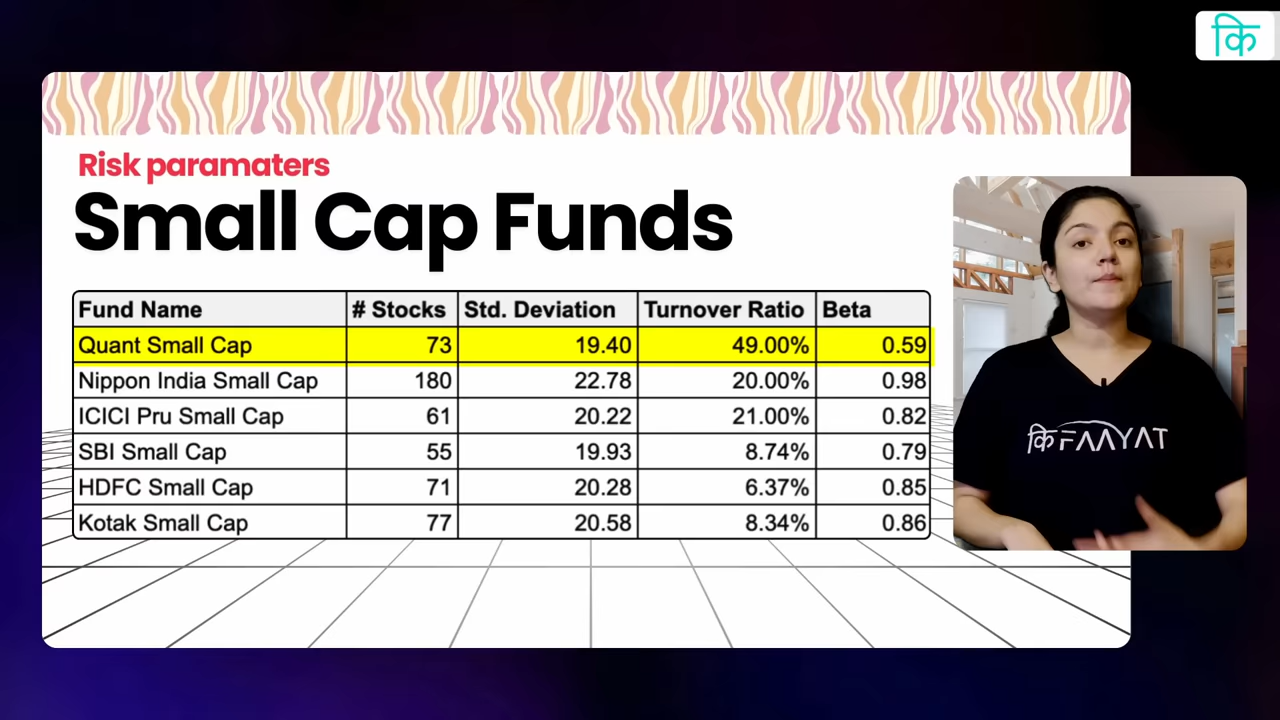 कि
Risk paramaters
Small Cap Funds
Fund Name # Stocks Std. Deviation Turnover Ratio Beta
Quant Small Cap 73 19.40 49.00% 0.59
Nippon India Small Cap 180 22.78 20.00% 0.98
ICICI Pru Small Cap 61 20.22 21.00% 0.82
SBI Small Cap 55 19.93 8.74% 0.79
HDFC Small Cap 71 20.28 6.37% 0.85
Kotak Small Cap 77 20.58 8.34% 0.86
किFAAYAT